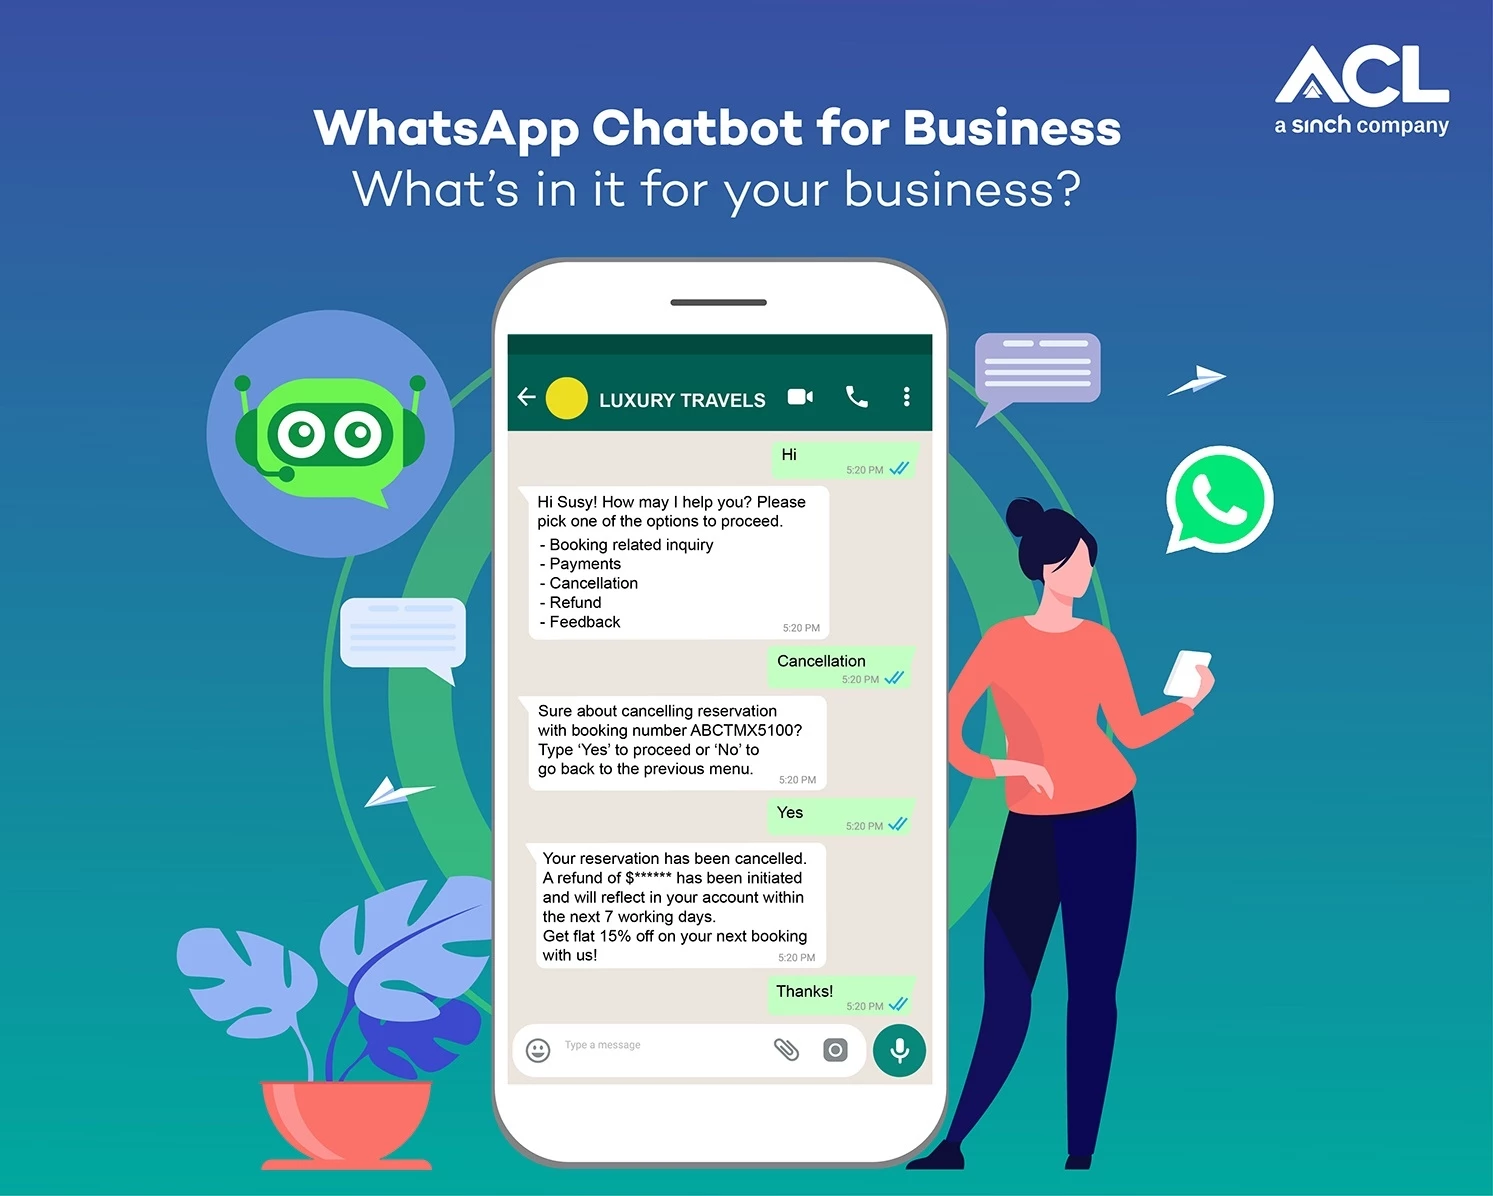 ACL
a sınch company
WhatsApp Chatbot for Business
What's in it for your business?
LUXURY TRAVELS
Hi
5:20 PM
Hi Susy! How may I help you? Please
pick one of the options to proceed.
- Booking related inquiry
- Payments
- Cancellation
- Refund
- Feedback
5:20 PM
Cancellation
5:20 PM
Sure about cancelling reservation
with booking number ABCTMX5100?
Type ‘Yes’ to proceed or ‘No’ to
go back to the previous menu.
5:20 PM
Yes
5:20 PM
Your reservation has been cancelled.
A refund of $****** has been initiated
and will reflect in your account within
the next 7 working days.
Get flat 15% off on your next booking
with us!
5:20 PM
Thanks!
5:20 PM
Type a message